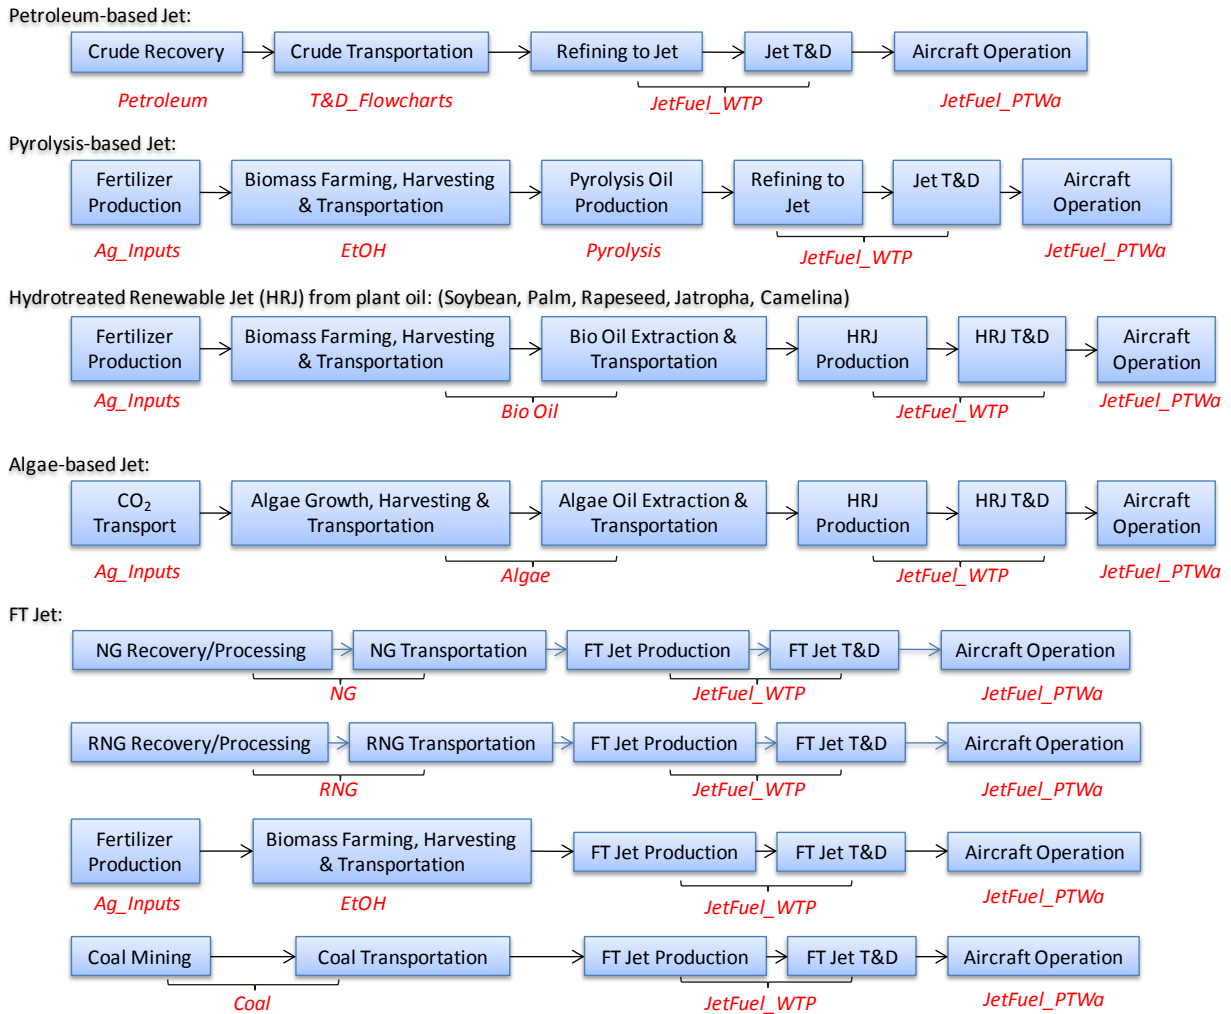 Petroleum-based Jet:
Crude Recovery
Crude Transportation
Refining to Jet
Jet T&D
Aircraft Operation
Petroleum
T&D_Flowcharts
JetFuel_WTP
JetFuel_PTWa
Pyrolysis-based Jet:
Fertilizer
Production
Biomass Farming, Harvesting
& Transportation
Pyrolysis Oil
Production
Refining to
Jet
Jet T&D
Aircraft
Operation
Ag_Inputs
EtOH
Pyrolysis
JetFuel_WTP
JetFuel_PTWa
Hydrotreated Renewable Jet (HRJ) from plant oil: (Soybean, Palm, Rapeseed, Jatropha, Camelina)
Fertilizer
Production
Biomass Farming, Harvesting
& Transportation
Bio Oil Extraction &
Transportation
HRJ
Production
HRJ T&D
Aircraft
Operation
Ag_Inputs
Bio Oil
JetFuel_WTP
JetFuel_PTWa
Algae-based Jet:
CO2
Transport
Algae Growth, Harvesting &
Transportation
Algae Oil Extraction &
Transportation
HRJ
Production
HRJ T&D
Aircraft
Operation
Ag_Inputs
Algae
JetFuel_WTP
JetFuel_PTWa
FT Jet:
NG Recovery/Processing
NG Transportation
FT Jet Production
FT Jet T&D
Aircraft Operation
NG
JetFuel_WTP
JetFuel_PTWa
RNG Recovery/Processing
RNG Transportation
FT Jet Production
FT Jet T&D
Aircraft Operation
RNG
JetFuel_WTP
JetFuel_PTWa
Fertilizer
Production
Biomass Farming, Harvesting
& Transportation
FT Jet Production
FT Jet T&D
Aircraft Operation
Ag_Inputs
EtOH
JetFuel_WTP
JetFuel_PTWa
Coal Mining
Coal Transportation
FT Jet Production
FT Jet T&D
Aircraft Operation
Coal
JetFuel_WTP
JetFuel_PTWa